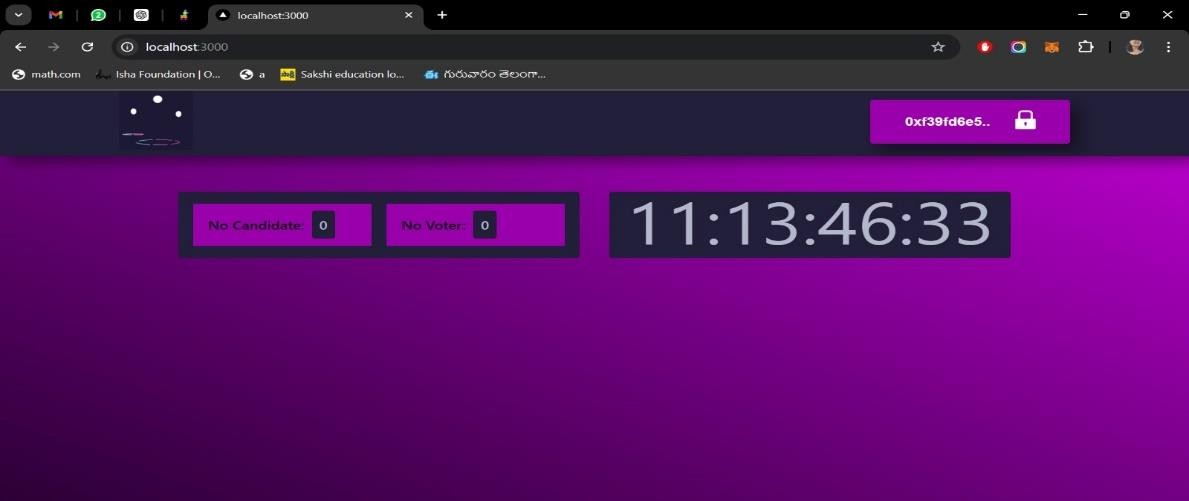 2
localhost:3000
localhost:3000
math.com Isha Foundation | O... a Sakshi education lo... గురువారం తెలంగా...
0xf39fd6e5..
No Candidate: 0 No Voter: 0 11:13:46:33